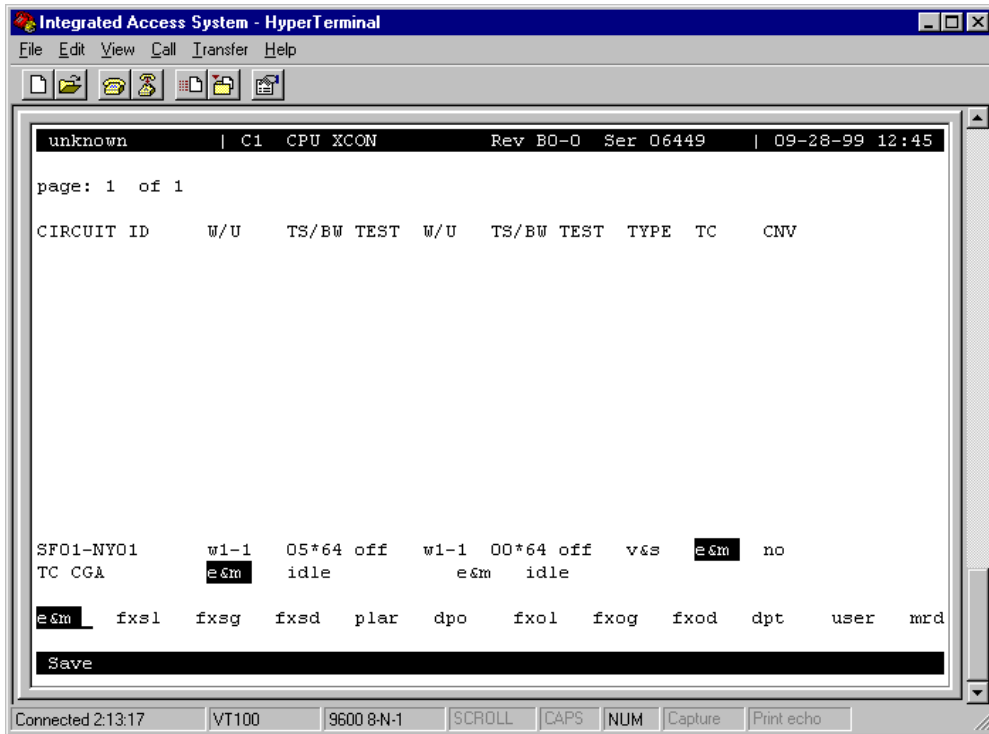 Integrated Access System - HyperTerminal
File Edit View Call Transfer Help
unknown | C1 CPU XCON Rev B0-0 Ser 06449 | 09-28-99 12:45
page: 1 of 1
CIRCUIT ID W/U TS/BW TEST W/U TS/BW TEST TYPE TC CNV
SF01-NY01 w1-1 05*64 off w1-1 00*64 off v&s e&m no
TC CGA e&m idle e&m idle
e&m_ fxsl fxsg fxsd plar dpo fxol fxog fxod dpt user mrd
Save
Connected 2:13:17 VT100 9600 8-N-1 SCROLL CAPS NUM Capture Print echo